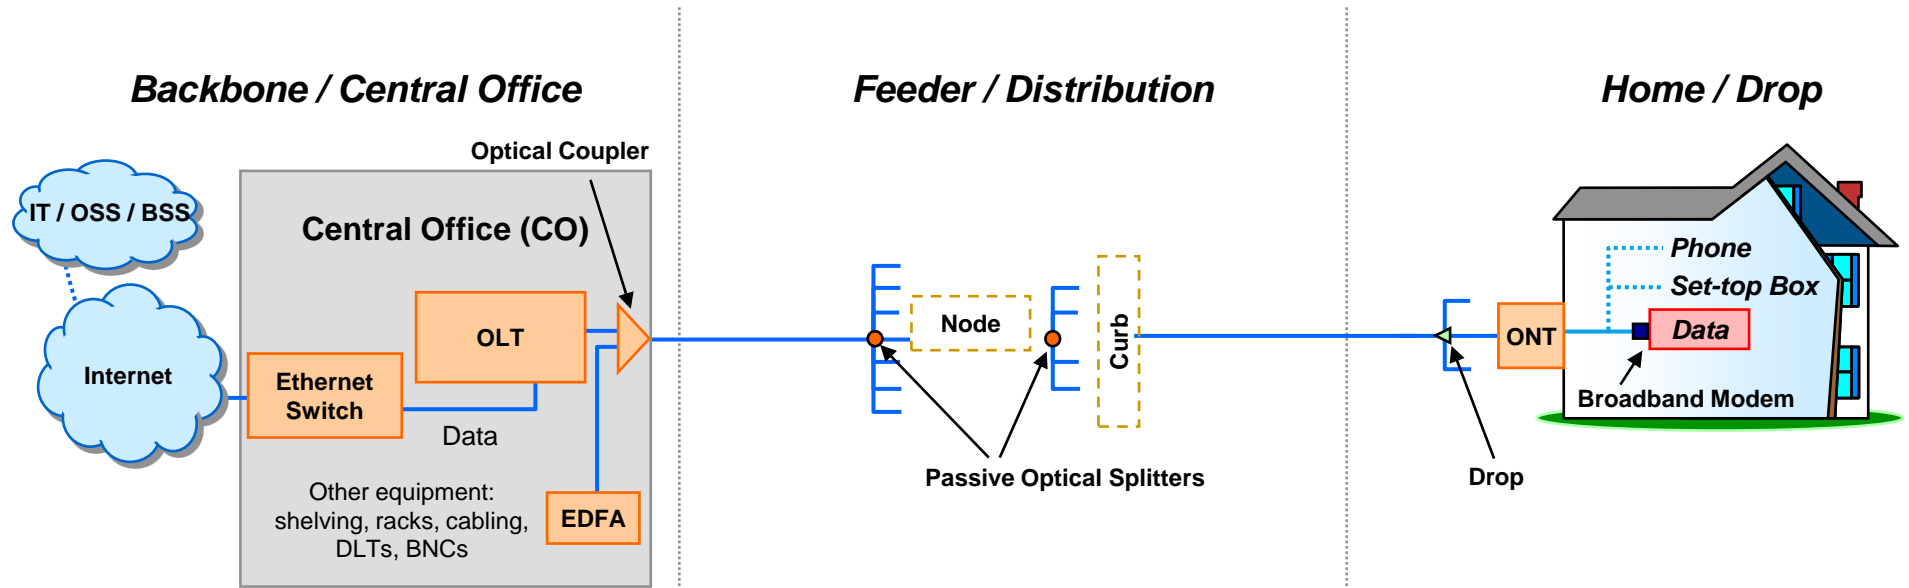 Backbone / Central Office
Feeder / Distribution
Home / Drop
Optical Coupler
IT / OSS / BSS
Central Office (CO)
OLT
Internet
Ethernet
Switch
Data
Other equipment:
shelving, racks, cabling,
DLTs, BNCs
EDFA
Node
Curb
Passive Optical Splitters
Drop
ONT
Phone
Set-top Box
Data
Broadband Modem